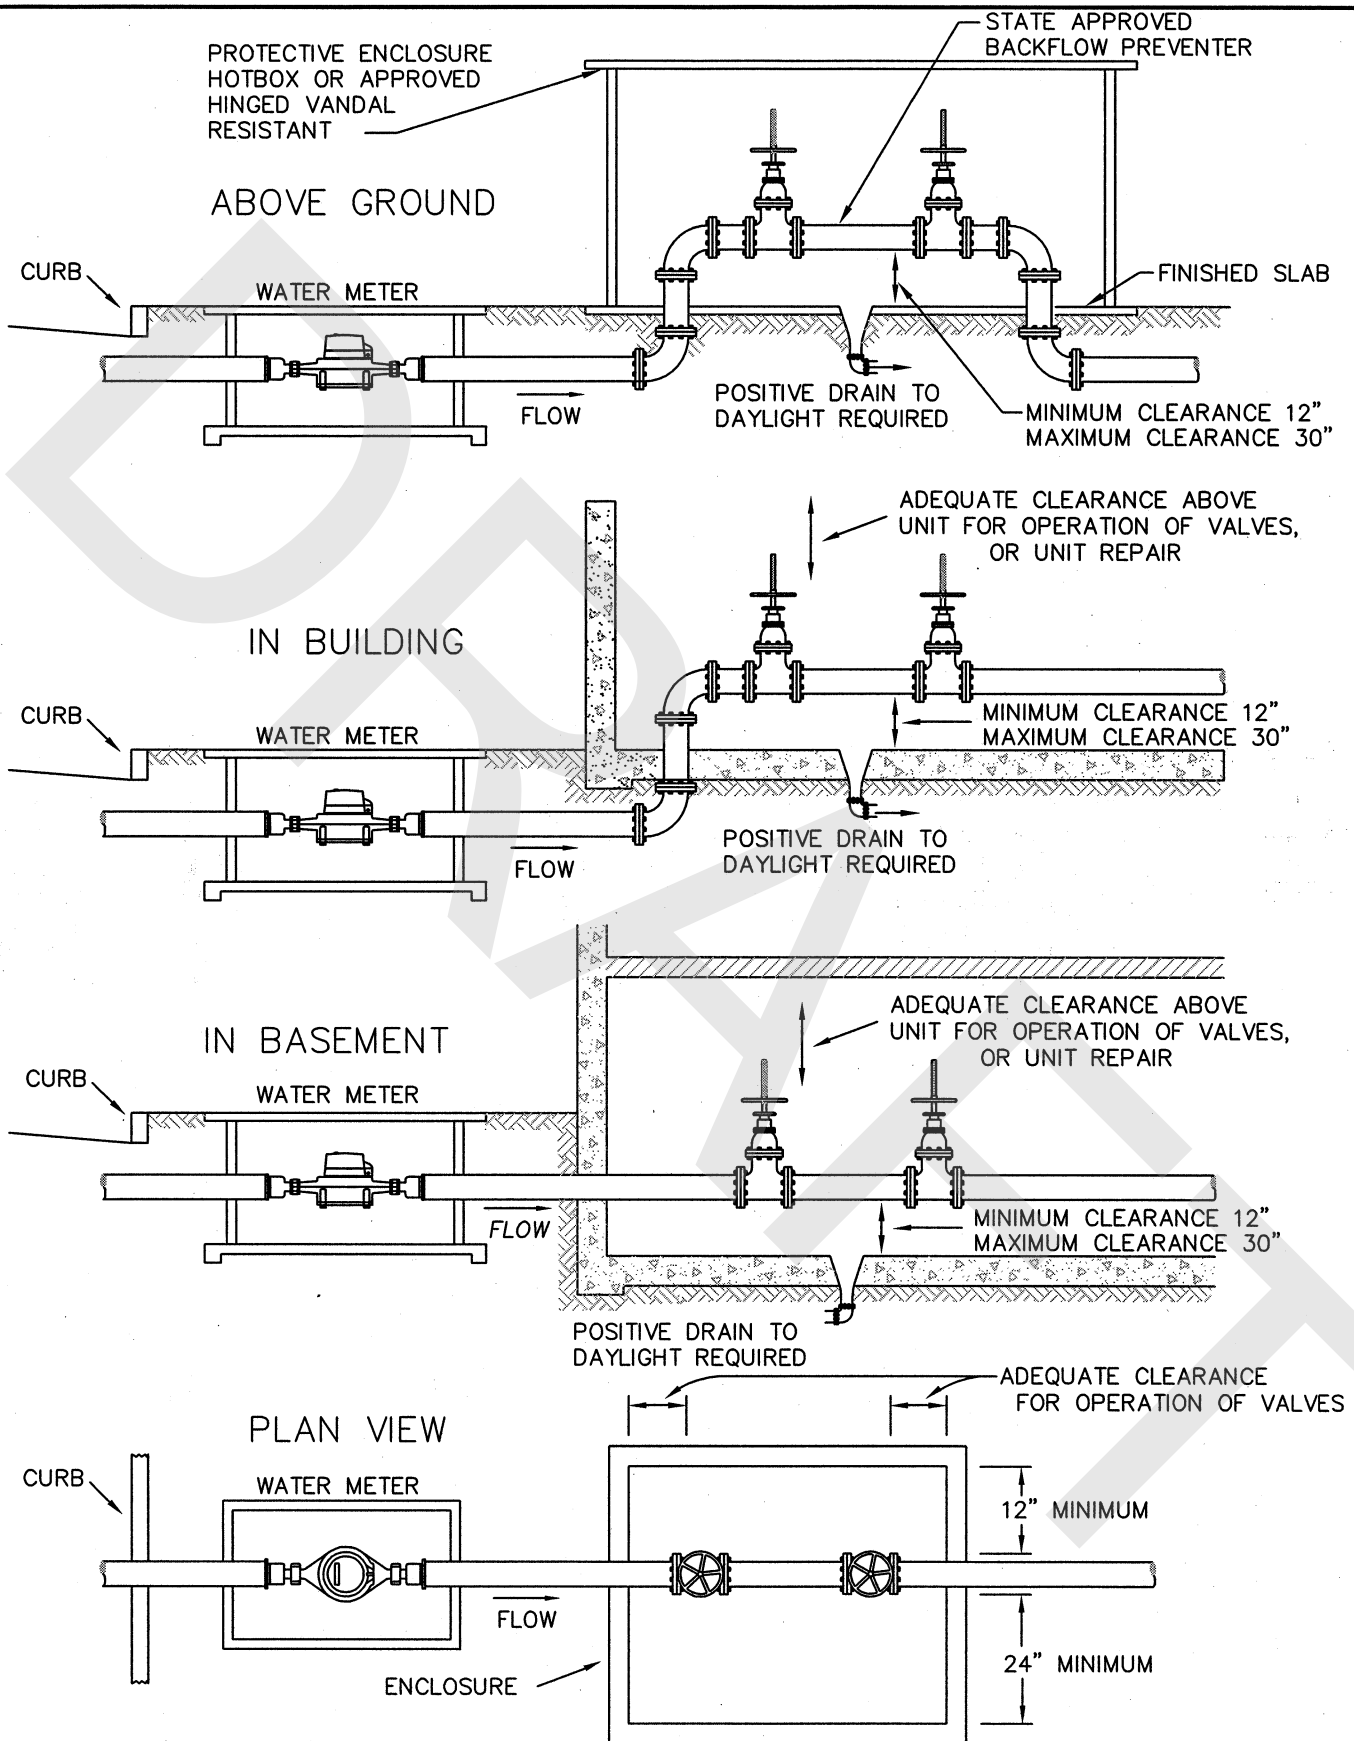 STATE APPROVED
BACKFLOW PREVENTER
PROTECTIVE ENCLOSURE
HOTBOX OR APPROVED
HINGED VANDAL
RESISTANT
ABOVE GROUND
CURB
WATER METER
FINISHED SLAB
FLOW
POSITIVE DRAIN TO
DAYLIGHT REQUIRED
MINIMUM CLEARANCE 12"
MAXIMUM CLEARANCE 30"
ADEQUATE CLEARANCE ABOVE
UNIT FOR OPERATION OF VALVES,
OR UNIT REPAIR
IN BUILDING
CURB
WATER METER
MINIMUM CLEARANCE 12"
MAXIMUM CLEARANCE 30"
FLOW
POSITIVE DRAIN TO
DAYLIGHT REQUIRED
ADEQUATE CLEARANCE ABOVE
UNIT FOR OPERATION OF VALVES,
OR UNIT REPAIR
IN BASEMENT
CURB
WATER METER
FLOW
MINIMUM CLEARANCE 12"
MAXIMUM CLEARANCE 30"
POSITIVE DRAIN TO
DAYLIGHT REQUIRED
ADEQUATE CLEARANCE
FOR OPERATION OF VALVES
PLAN VIEW
CURB
WATER METER
12" MINIMUM
FLOW
24" MINIMUM
ENCLOSURE
DRAFT